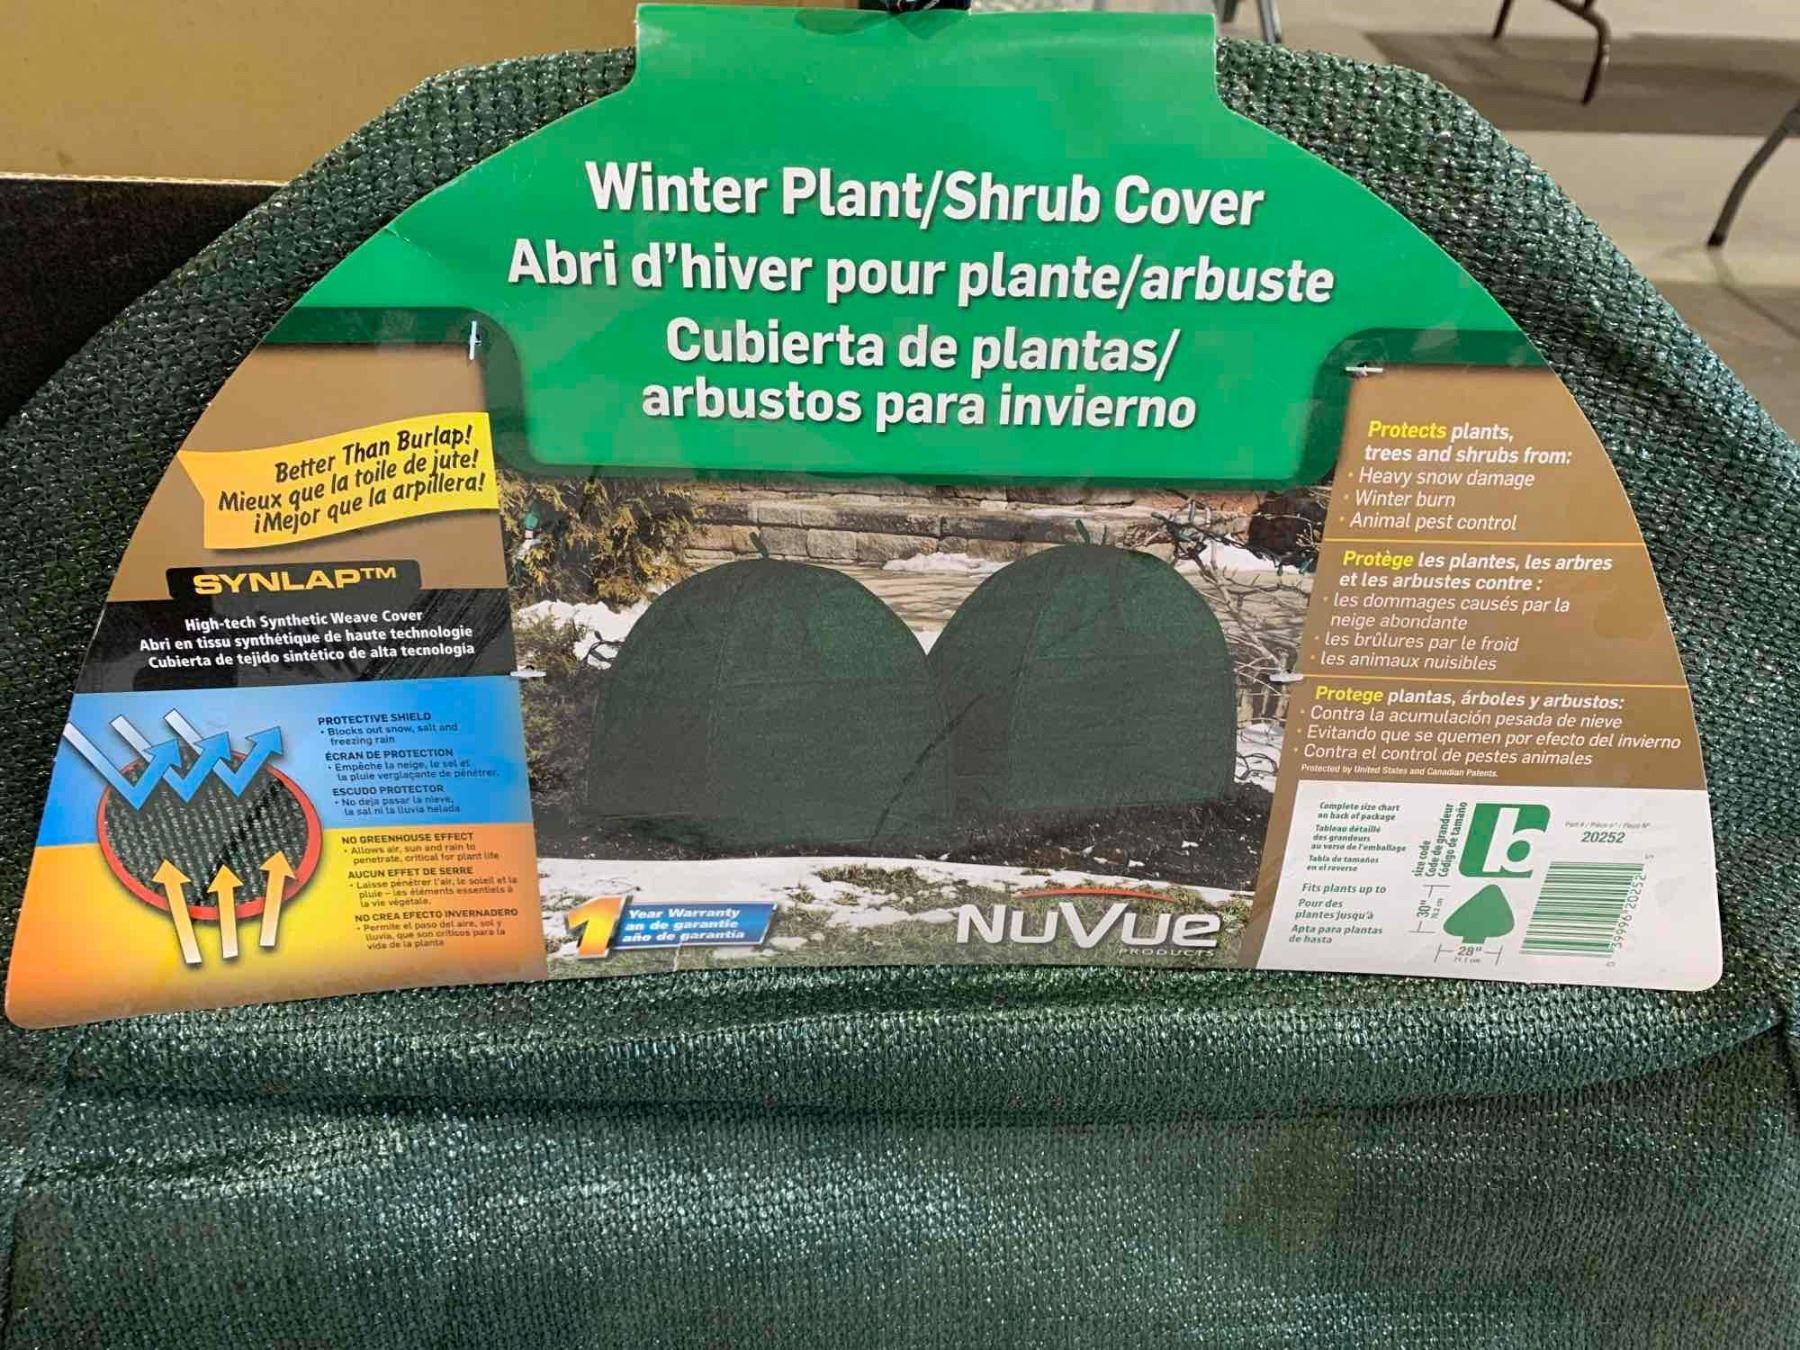 Winter Plant/Shrub Cover
Abri d'hiver pour plante/arbuste
Cubierta de plantas/
arbustos para invierno
Better Than Burlap!
Mieux que la toile de jute!
¡Mejor que la arpillera!
SYNLAP™
High-tech Synthetic Weave Cover
Abri en tissu synthétique de haute technologie
Cubierta de tejido sintético de alta tecnología
PROTECTIVE SHIELD
• Blocks out snow, salt and
freezing rain
ÉCRAN DE PROTECTION
• Empêche la neige, le sel et
la pluie verglaçante de pénétrer.
ESCUDO PROTECTOR
• No deja pasar la nieve,
la sal ni la lluvia helada
NO GREENHOUSE EFFECT
• Allows air, sun and rain to
penetrate, critical for plant life
AUCUN EFFET DE SERRE
• Laisse pénétrer l'air, le soleil et la
pluie – les éléments essentiels à
la vie végétale.
NO CREA EFECTO INVERNADERO
• Permite el paso del aire, sol y
lluvia, que son críticos para la
vida de la planta
1 Year Warranty
an de garantie
año de garantía
NUVUE
PRODUCTS
Protects plants,
trees and shrubs from:
• Heavy snow damage
• Winter burn
• Animal pest control
Protège les plantes, les arbres
et les arbustes contre :
• les dommages causés par la
neige abondante
• les brûlures par le froid
• les animaux nuisibles
Protege plantas, árboles y arbustos:
• Contra la acumulación pesada de nieve
• Evitando que se quemen por efecto del invierno
• Contra el control de pestes animales
Protected by United States and Canadian Patents.
Complete size chart
on back of package
Tableau détaillé
des grandeurs
au verso de l'emballage
Tabla de tamaños
en el reverso
Fits plants up to
Pour des
plantes jusqu'à
Apta para plantas
de hasta
size code
Code de grandeur
Código de tamaño
b
30"
28"
20252